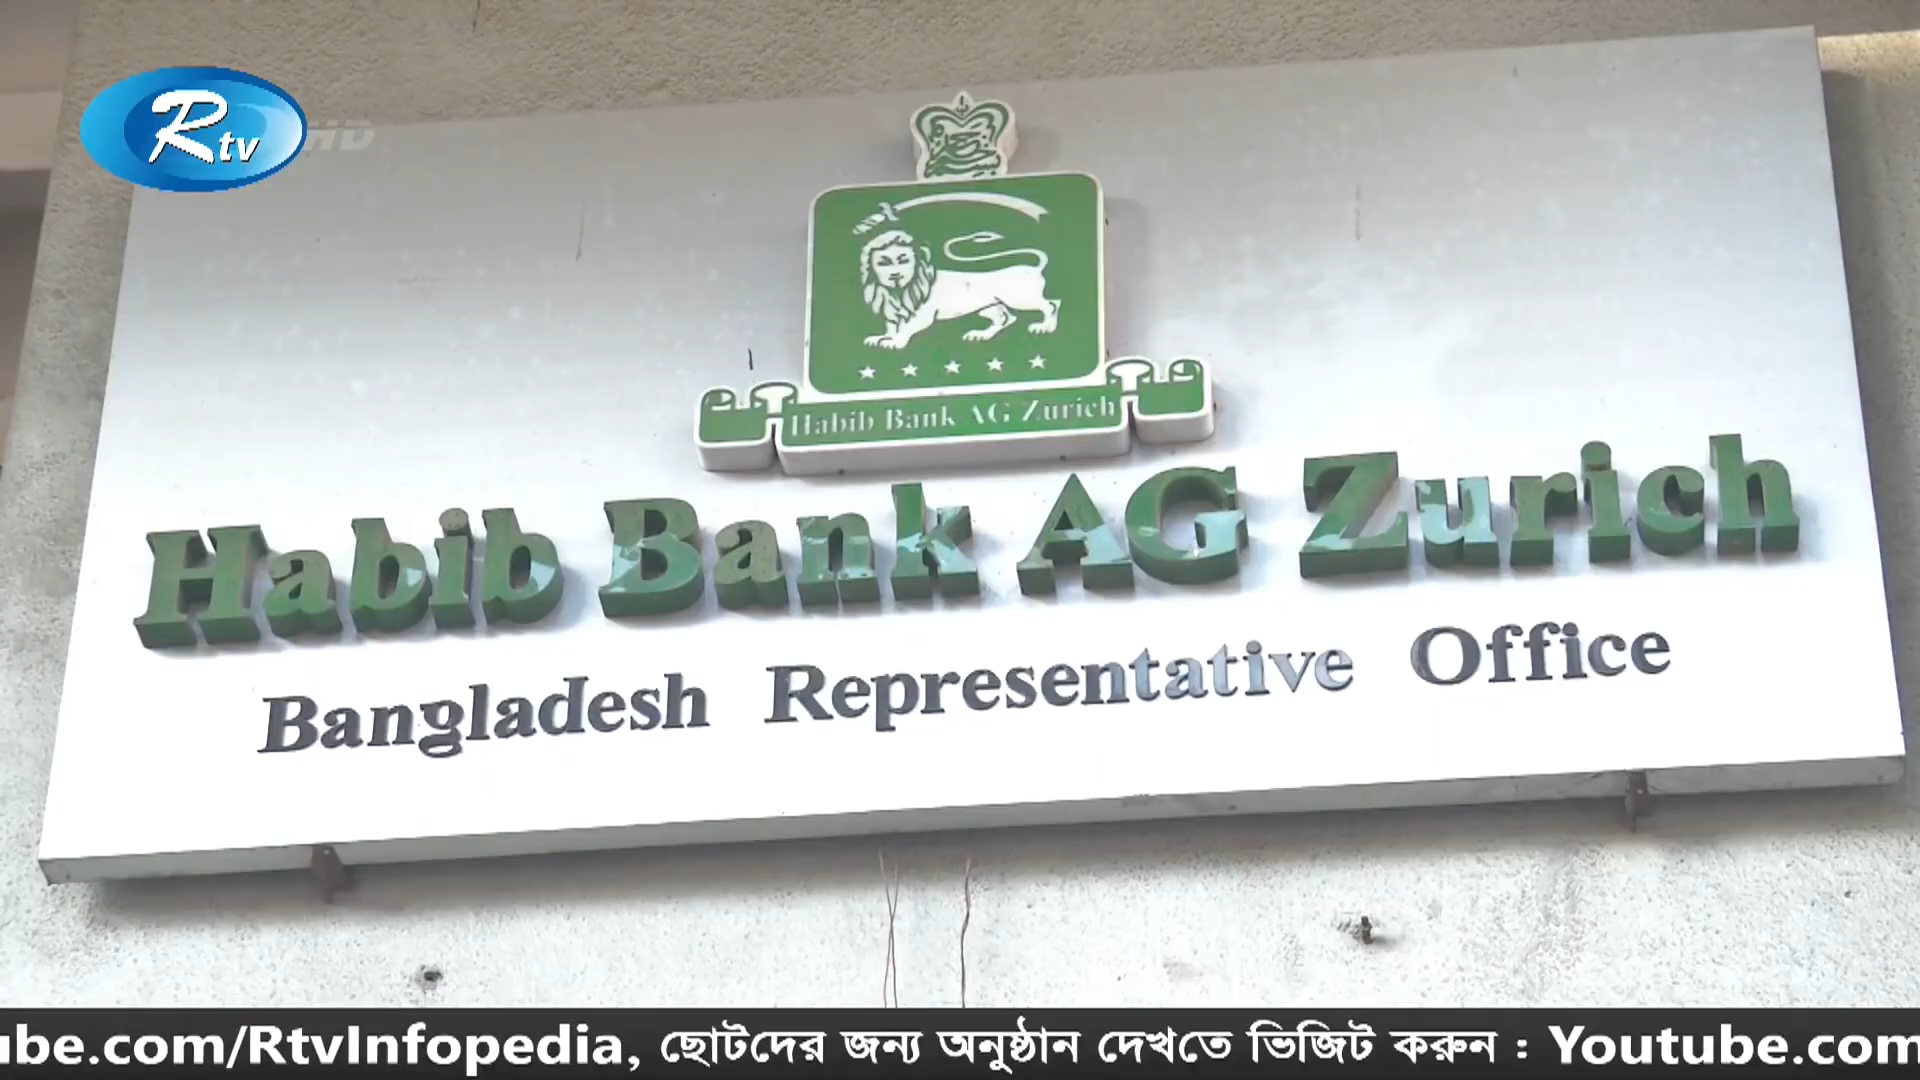 Rtv
HD
Habib Bank AG Zurich
Habib Bank AG Zurich
Bangladesh Representative Office
ube.com/RtvInfopedia, ছোটদের জন্য অনুষ্ঠান দেখতে ভিজিট করুন : Youtube.com